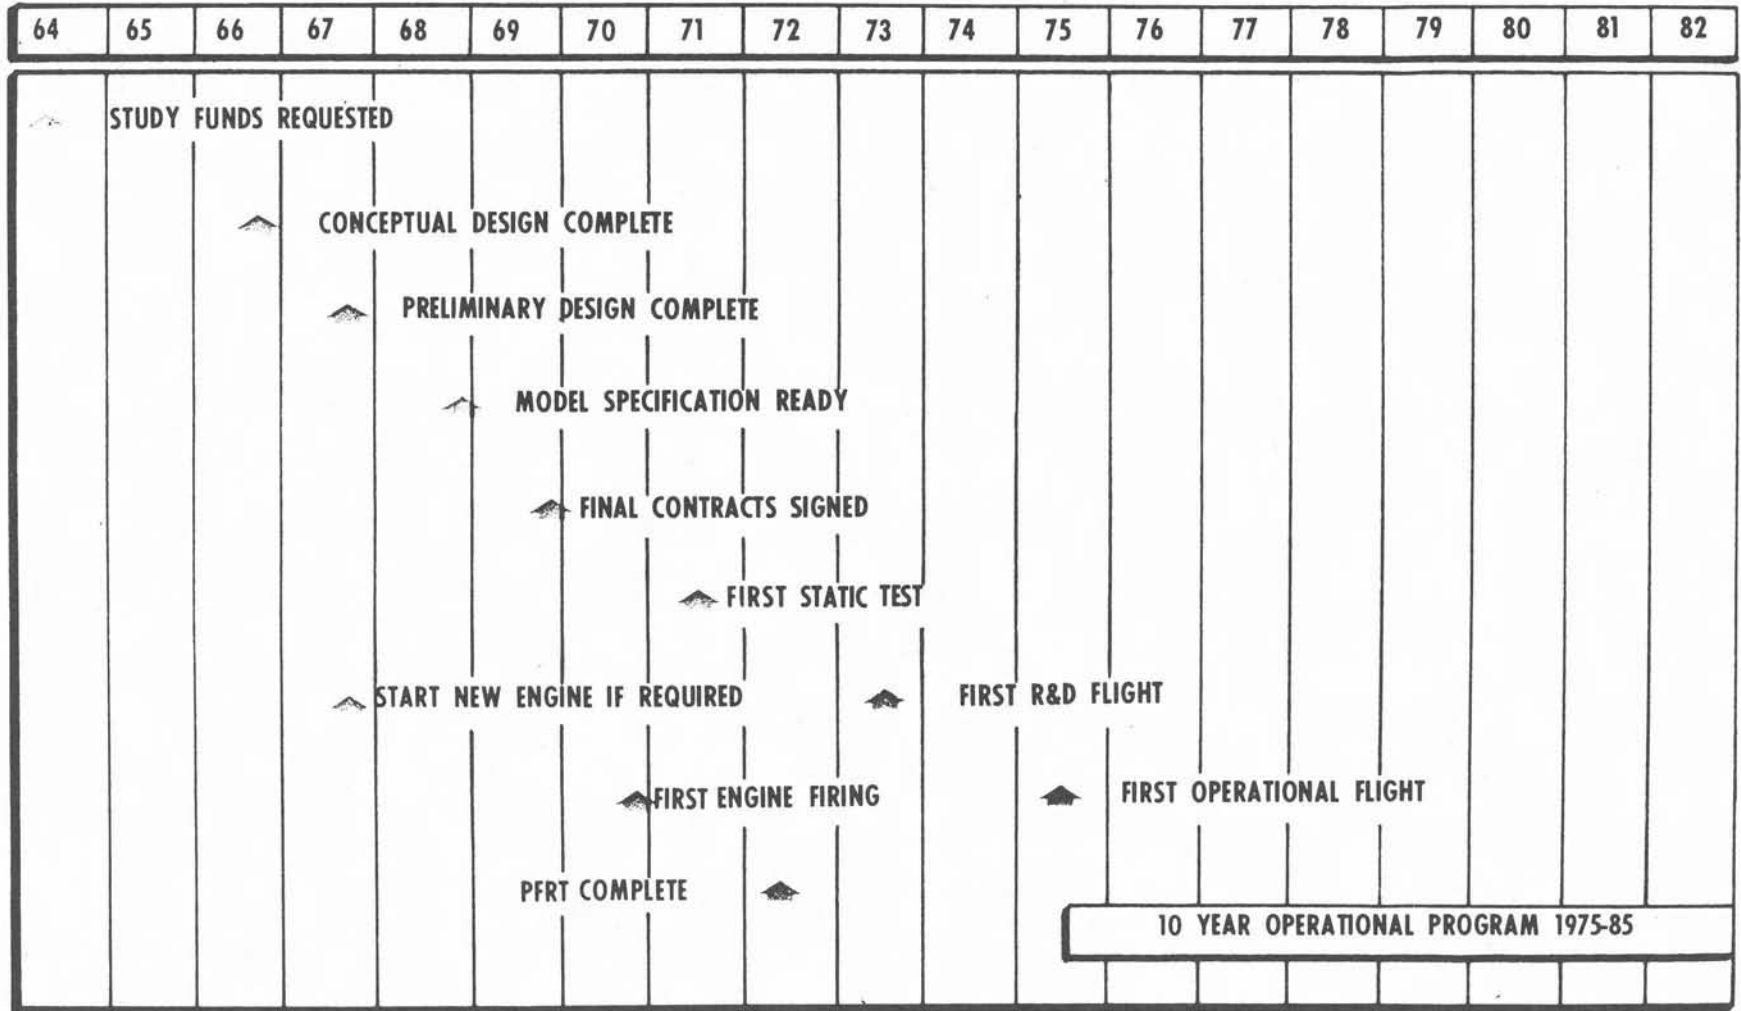 64 65 66 67 68 69 70 71 72 73 74 75 76 77 78 79 80 81 82
STUDY FUNDS REQUESTED
CONCEPTUAL DESIGN COMPLETE
PRELIMINARY DESIGN COMPLETE
MODEL SPECIFICATION READY
FINAL CONTRACTS SIGNED
FIRST STATIC TEST
START NEW ENGINE IF REQUIRED
FIRST R&D FLIGHT
FIRST ENGINE FIRING
FIRST OPERATIONAL FLIGHT
PFRT COMPLETE
10 YEAR OPERATIONAL PROGRAM 1975-85